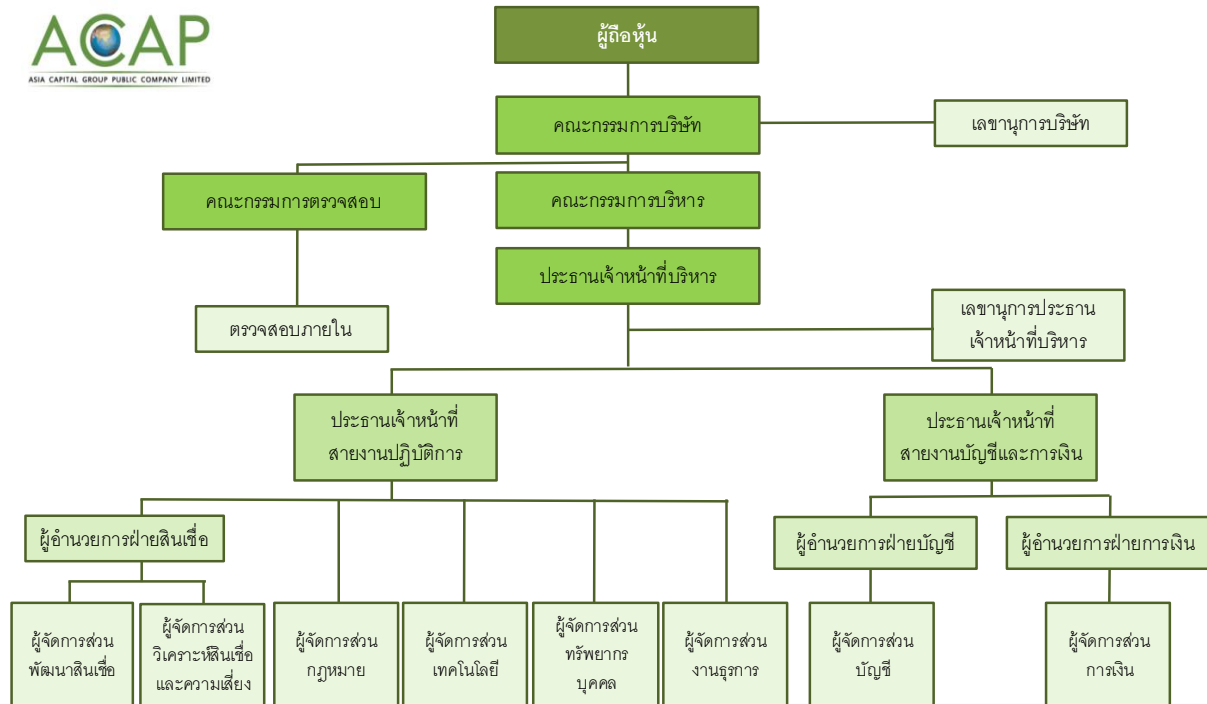 ACAP
ASIA CAPITAL GROUP PUBLIC COMPANY LIMITED
ผู้ถือหุ้น
คณะกรรมการบริษัท
เลขานุการบริษัท
คณะกรรมการตรวจสอบ
คณะกรรมการบริหาร
ประธานเจ้าหน้าที่บริหาร
ตรวจสอบภายใน
เลขานุการประธาน
เจ้าหน้าที่บริหาร
ประธานเจ้าหน้าที่
สายงานปฏิบัติการ
ประธานเจ้าหน้าที่
สายงานบัญชีและการเงิน
ผู้อำนวยการฝ่ายสินเชื่อ
ผู้อำนวยการฝ่ายบัญชี
ผู้อำนวยการฝ่ายการเงิน
ผู้จัดการส่วน
พัฒนาสินเชื่อ
ผู้จัดการส่วน
วิเคราะห์สินเชื่อ
และความเสี่ยง
ผู้จัดการส่วน
กฎหมาย
ผู้จัดการส่วน
เทคโนโลยี
ผู้จัดการส่วน
ทรัพยากร
บุคคล
ผู้จัดการส่วน
งานธุรการ
ผู้จัดการส่วน
บัญชี
ผู้จัดการส่วน
การเงิน